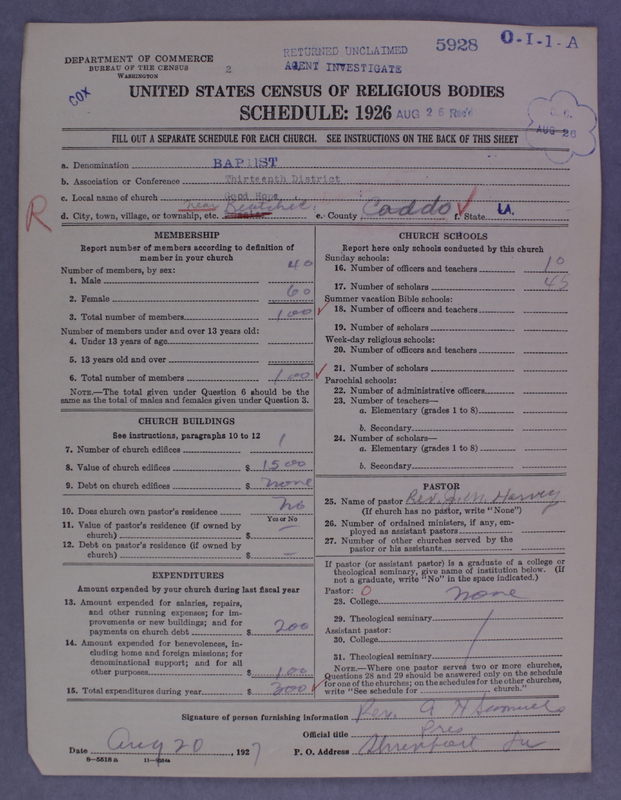 DEPARTMENT OF COMMERCE
BUREAU OF THE CENSUS
WASHINGTON
2
RETURNED UNCLAIMED
AGENT INVESTIGATE
5928
O-I-1-A
COX
UNITED STATES CENSUS OF RELIGIOUS BODIES
SCHEDULE: 1926
AUG 26 Rec'd
AUG 26
FILL OUT A SEPARATE SCHEDULE FOR EACH CHURCH. SEE INSTRUCTIONS ON THE BACK OF THIS SHEET
a. Denomination BAPTIST
b. Association or Conference Thirteenth District
c. Local name of church Good Hope
R
d. City, town, village, or township, etc. near e. County Caddo f. State LA.
MEMBERSHIP
Report number of members according to definition of
member in your church
Number of members, by sex:
1. Male 40
2. Female 60
3. Total number of members 100
Number of members under and over 13 years old:
4. Under 13 years of age
5. 13 years old and over
6. Total number of members 100
NOTE.—The total given under Question 6 should be the
same as the total of males and females given under Question 3.
CHURCH BUILDINGS
See instructions, paragraphs 10 to 12
7. Number of church edifices 1
8. Value of church edifices $ 1500
9. Debt on church edifices $ none
10. Does church own pastor's residence no
Yes or No
11. Value of pastor's residence (if owned by
church) $ —
12. Debt on pastor's residence (if owned by
church) $ —
EXPENDITURES
Amount expended by your church during last fiscal year
13. Amount expended for salaries, repairs,
and other running expenses; for im-
provements or new buildings; and for
payments on church debt $ 200
14. Amount expended for benevolences, in-
cluding home and foreign missions; for
denominational support; and for all
other purposes $ 100
15. Total expenditures during year $ 300
CHURCH SCHOOLS
Report here only schools conducted by this church
Sunday schools:
16. Number of officers and teachers 10
17. Number of scholars 45
Summer vacation Bible schools:
18. Number of officers and teachers
19. Number of scholars
Week-day religious schools:
20. Number of officers and teachers
21. Number of scholars
Parochial schools:
22. Number of administrative officers
23. Number of teachers—
a. Elementary (grades 1 to 8)
b. Secondary
24. Number of scholars—
a. Elementary (grades 1 to 8)
b. Secondary
PASTOR
25. Name of pastor Rev. J. M. Harvey
(If church has no pastor, write "None")
26. Number of ordained ministers, if any, em-
ployed as assistant pastors
27. Number of other churches served by the
pastor or his assistants
If pastor (or assistant pastor) is a graduate of a college or
theological seminary, give name of institution below. (If
not a graduate, write "No" in the space indicated.)
Pastor: 0
28. College none
29. Theological seminary
Assistant pastor:
30. College
31. Theological seminary
NOTE.—Where one pastor serves two or more churches,
Questions 28 and 29 should be answered only on the schedule
for one of the churches; on the schedules for the other churches,
write "See schedule for church."
Signature of person furnishing information Rev. G H Samuels
Official title Pres
Date Aug 20, 1927 P. O. Address Shreveport La
8—5518 a